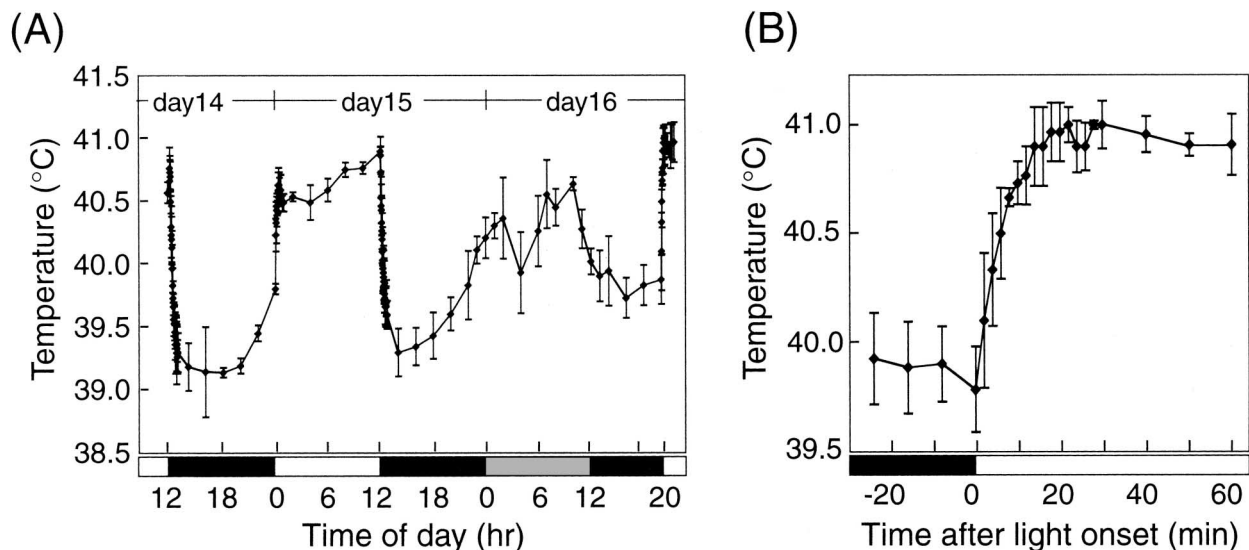 (A)
Temperature (°C)
41.5
41.0
40.5
40.0
39.5
39.0
38.5
day14 day15 day16
12 18 0 6 12 18 0 6 12 20
Time of day (hr)
(B)
Temperature (°C)
41.0
40.5
40.0
39.5
-20 0 20 40 60
Time after light onset (min)